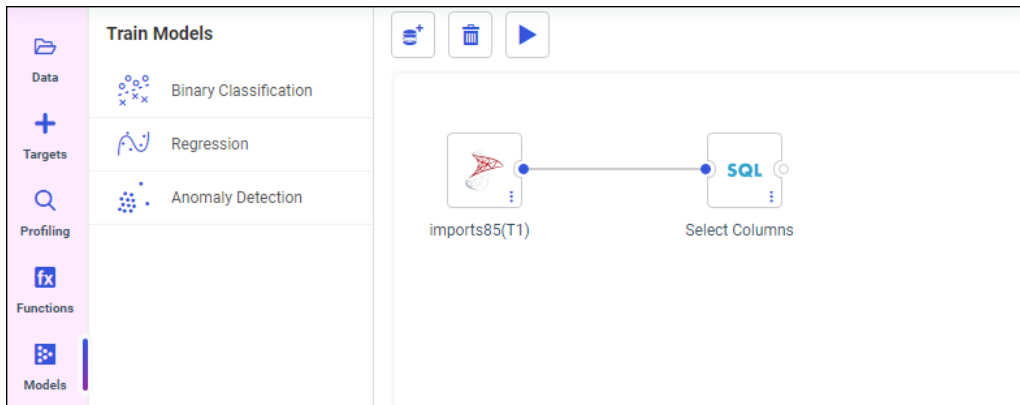 Data
Targets
Profiling
fx
Functions
Models
Train Models
Binary Classification
Regression
Anomaly Detection
imports85(T1)
SQL
Select Columns